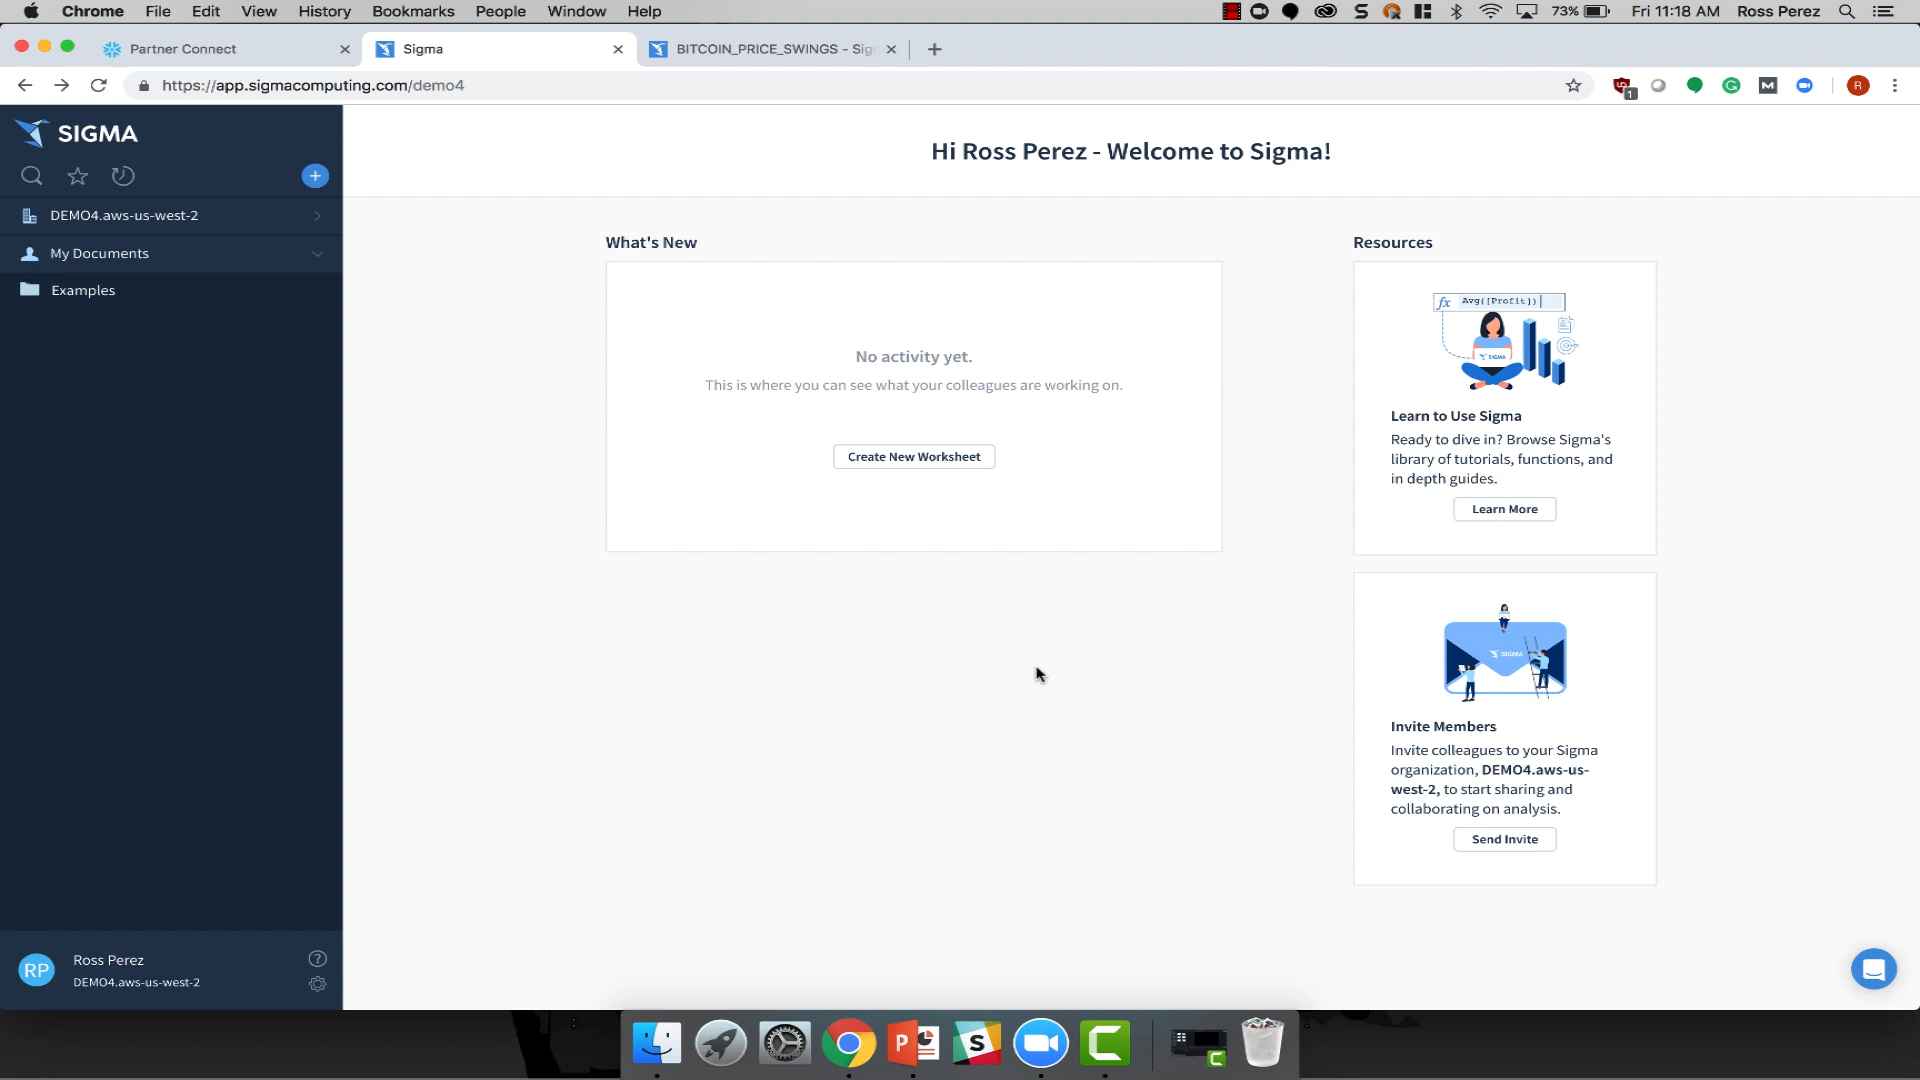 Chrome File Edit View History Bookmarks People Window Help 73% Fri 11:18 AM Ross Perez
Partner Connect Sigma BITCOIN_PRICE_SWINGS - Sig
https://app.sigmacomputing.com/demo4
1
M
R
SIGMA
DEMO4.aws-us-west-2
My Documents
Examples
Hi Ross Perez - Welcome to Sigma!
What's New
No activity yet.
This is where you can see what your colleagues are working on.
Create New Worksheet
Resources
fx Avg([Profit])
SIGMA
Learn to Use Sigma
Ready to dive in? Browse Sigma's
library of tutorials, functions, and
in depth guides.
Learn More
SIGMA
Invite Members
Invite colleagues to your Sigma
organization, DEMO4.aws-us-
west-2, to start sharing and
collaborating on analysis.
Send Invite
RP
Ross Perez
DEMO4.aws-us-west-2
P
S
C